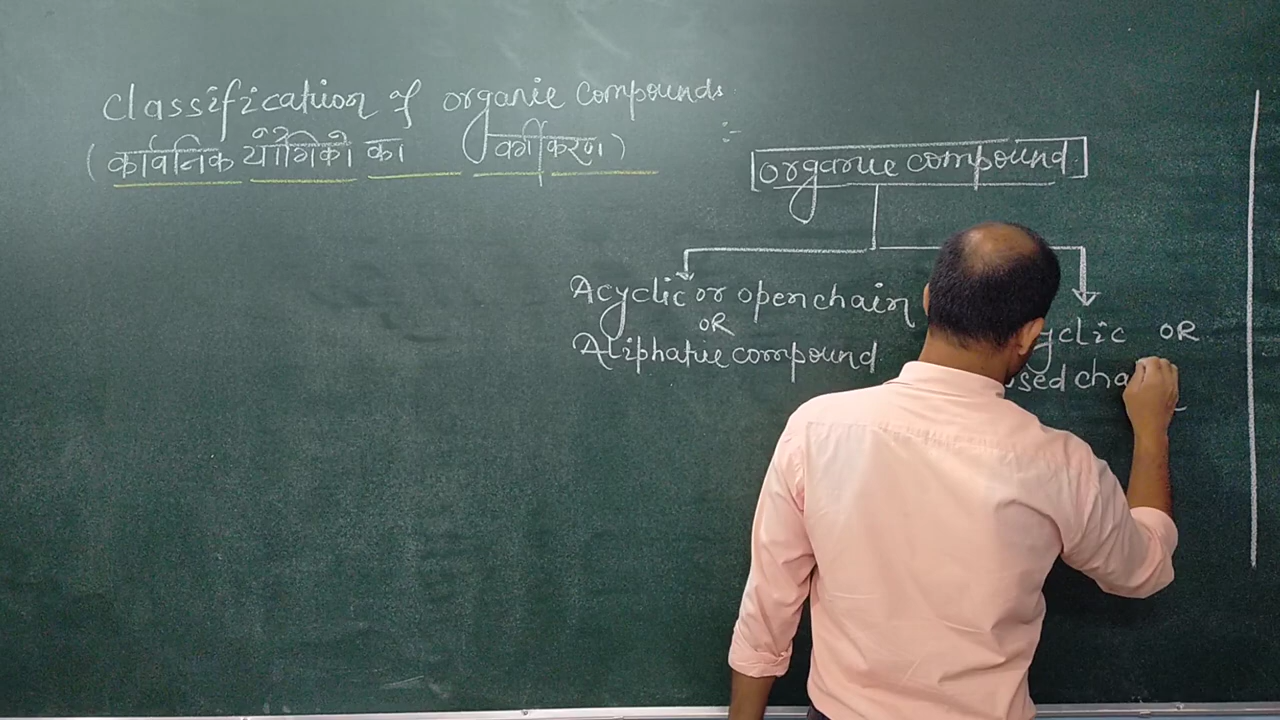 Classification of organic compounds
(कार्बनिक यौगिकों का वर्गीकरण) :-
organic compound
Acyclic or open chain
OR
Aliphatic compound
yclic OR
sed cha